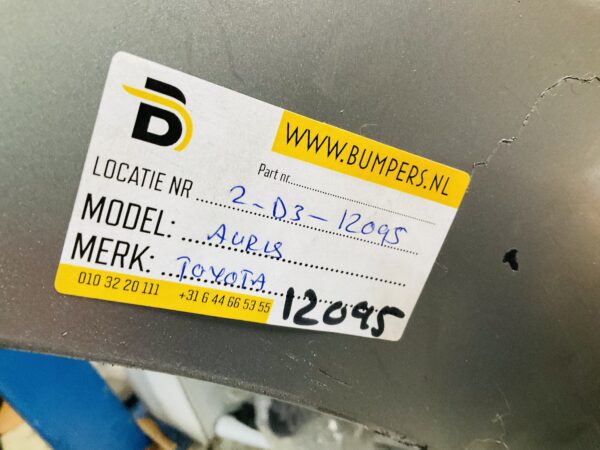 B
WWW.BUMPERS.NL
Part nr.
LOCATIE NR 2-D3-12095
MODEL: AURIS
MERK: TOYOTA
010 32 20 111 +31 6 44 66 53 55 12095